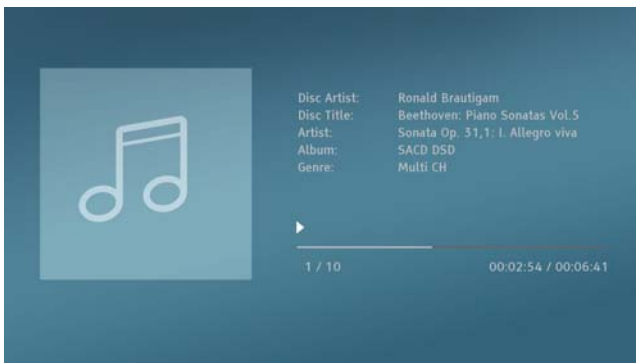 Disc Artist: Ronald Brautigam
Disc Title: Beethoven: Piano Sonatas Vol.5
Artist: Sonata Op. 31,1: I. Allegro viva
Album: SACD DSD
Genre: Multi CH
1 / 10 00:02:54 / 00:06:41